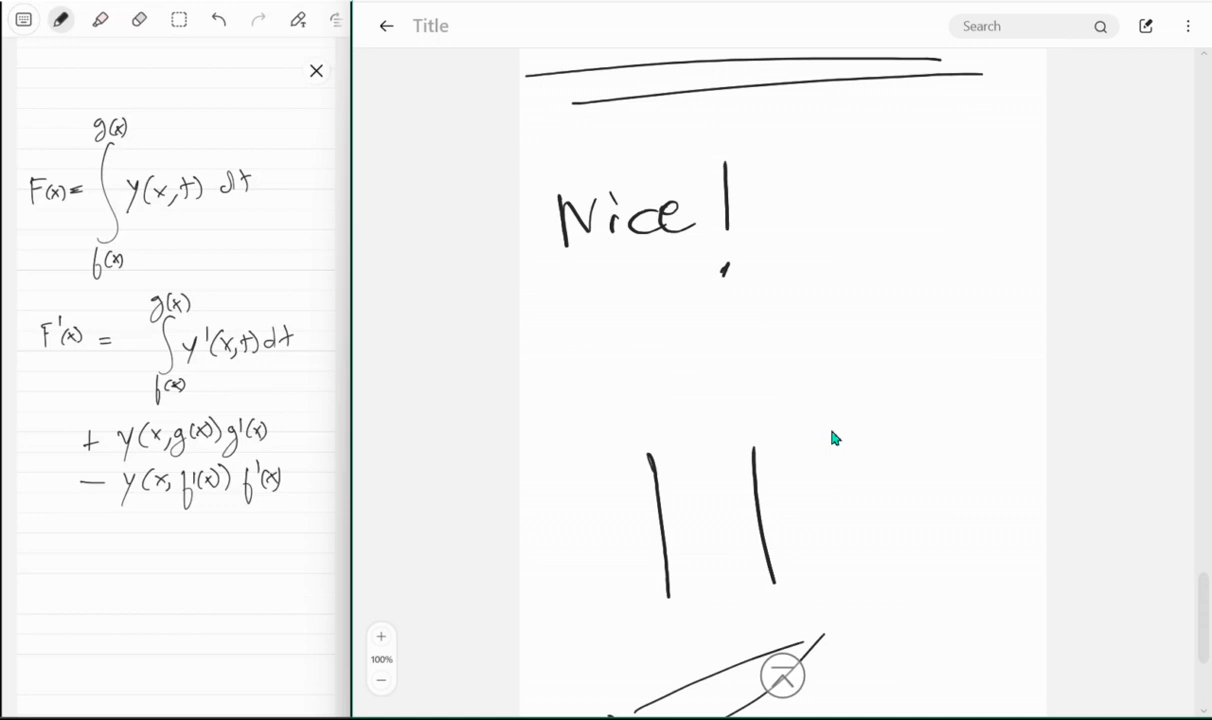 Title
Search
g(x)
F(x) = ∫ y(x,t) dt
f(x)
g(x)
F'(x) = ∫ y'(x,t) dt
f(x)
+ y(x,g(x)) g'(x)
- y(x, f'(x)) f'(x)
Nice!
100%